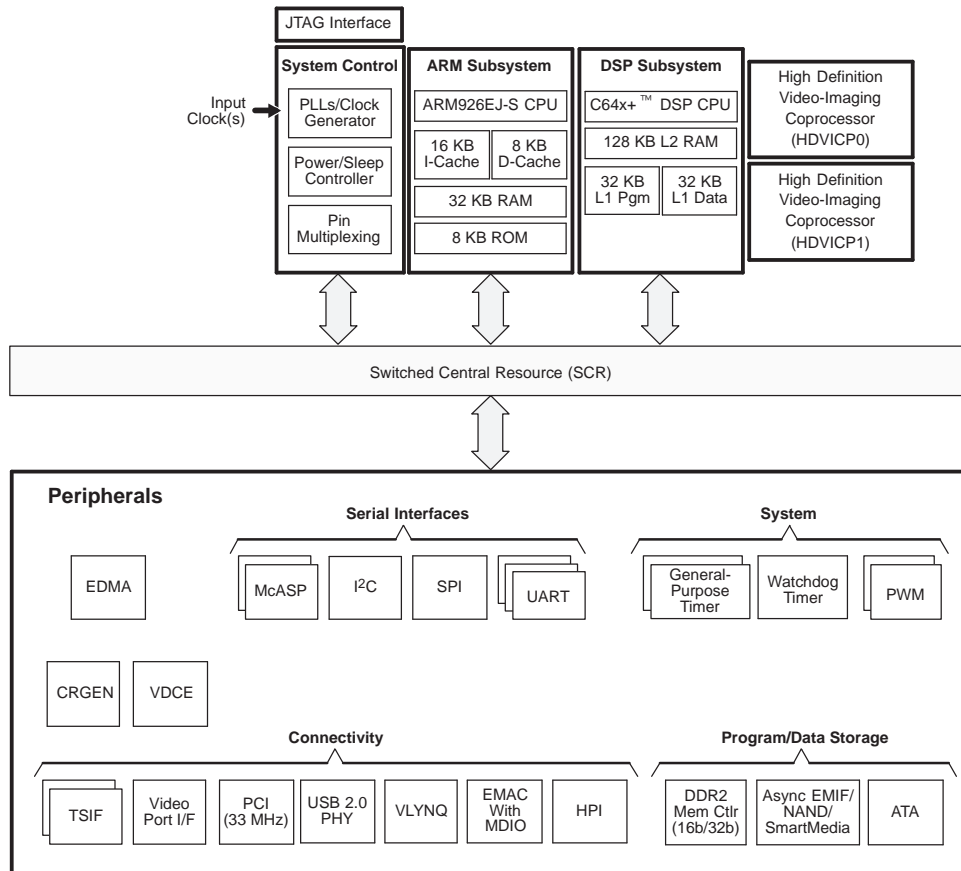 JTAG Interface
System Control
Input
Clock(s)
PLLs/Clock
Generator
Power/Sleep
Controller
Pin
Multiplexing
ARM Subsystem
ARM926EJ-S CPU
16 KB
I-Cache
8 KB
D-Cache
32 KB RAM
8 KB ROM
DSP Subsystem
C64x+™ DSP CPU
128 KB L2 RAM
32 KB
L1 Pgm
32 KB
L1 Data
High Definition
Video-Imaging
Coprocessor
(HDVICP0)
High Definition
Video-Imaging
Coprocessor
(HDVICP1)
Switched Central Resource (SCR)
Peripherals
EDMA
Serial Interfaces
McASP
I²C
SPI
UART
System
General-
Purpose
Timer
Watchdog
Timer
PWM
CRGEN
VDCE
Connectivity
TSIF
Video
Port I/F
PCI
(33 MHz)
USB 2.0
PHY
VLYNQ
EMAC
With
MDIO
HPI
Program/Data Storage
DDR2
Mem Ctlr
(16b/32b)
Async EMIF/
NAND/
SmartMedia
ATA